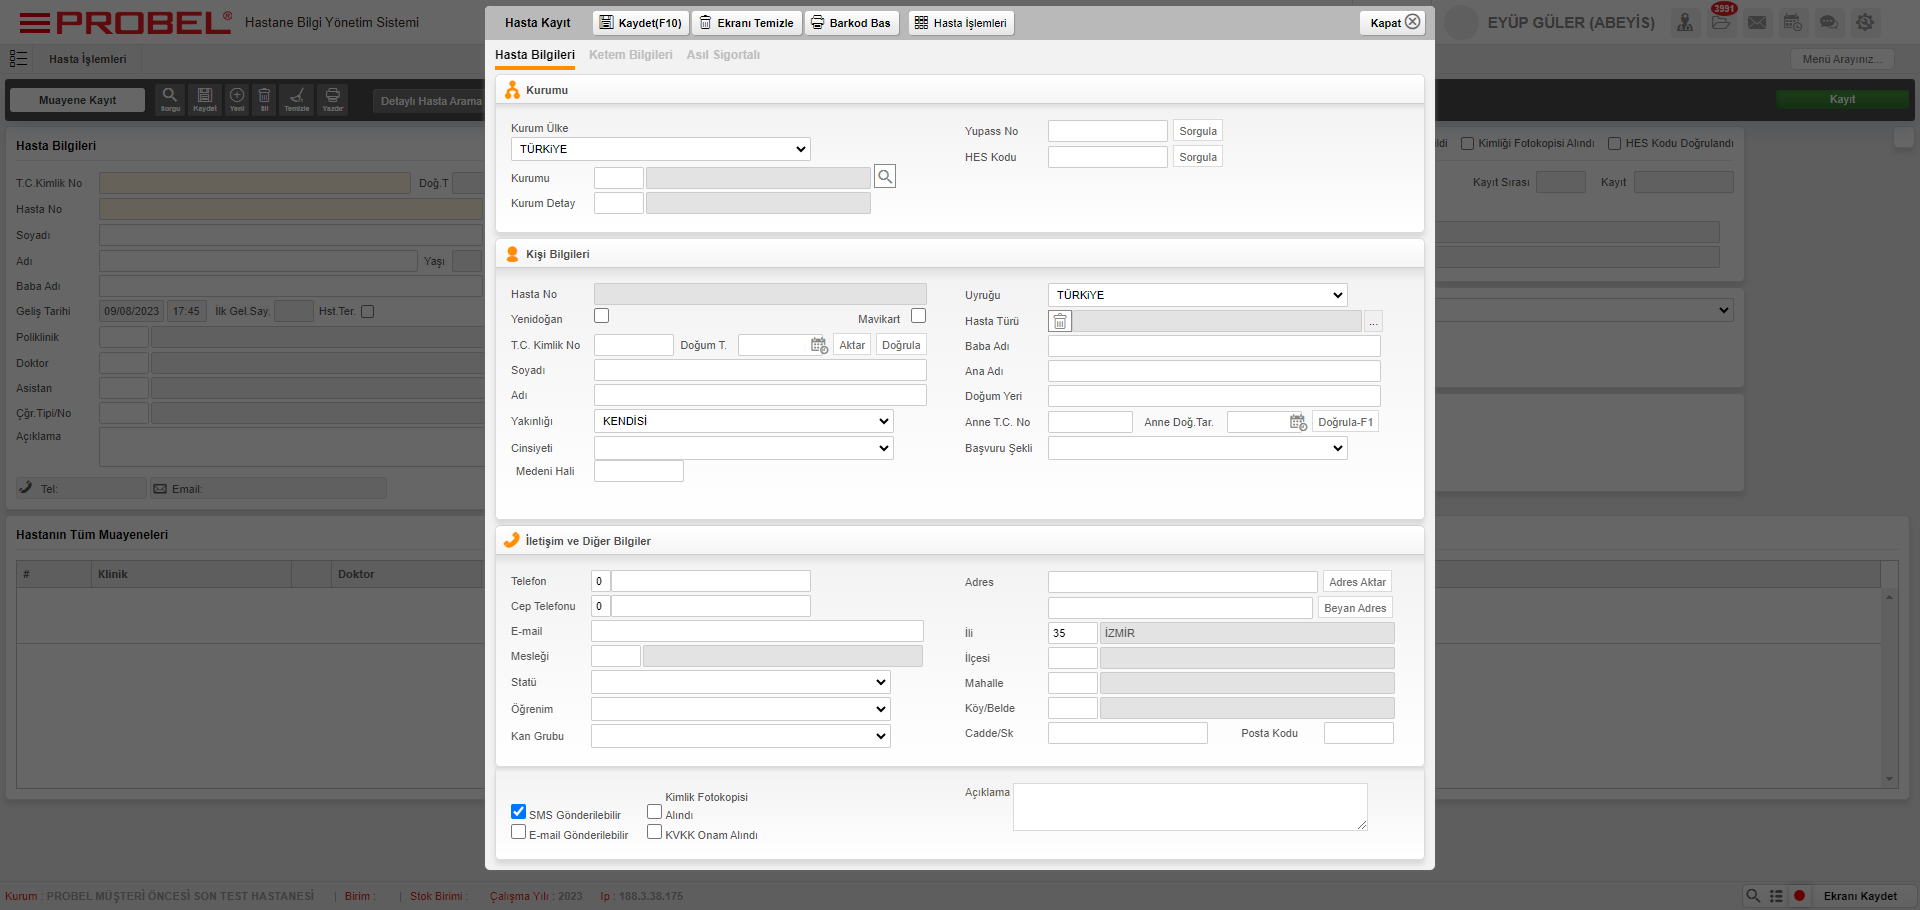 PROBEL®
Hastane Bilgi Yönetim Sistemi
Hasta Kayıt
Kaydet(F10)
Ekranı Temizle
Barkod Bas
Hasta İşlemleri
Kapat
EYÜP GÜLER (ABEYİS)
3991
Hasta İşlemleri
Menü Arayınız...
Hasta Bilgileri
Ketem Bilgileri
Asıl Sigortalı
Muayene Kayıt
Sorgu
Kaydet
Yeni
Sil
Temizle
Yazdır
Detaylı Hasta Arama
Kayıt
Hasta Bilgileri
T.C.Kimlik No
Doğ.T
Hasta No
Soyadı
Adı
Yaşı
Baba Adı
Geliş Tarihi
09/08/2023
17:45
İlk Gel.Say.
Hst.Ter.
Poliklinik
Doktor
Asistan
Çğr.Tipi/No
Açıklama
Tel:
Email:
Hastanın Tüm Muayeneleri
#
Klinik
Doktor
Kurumu
Kurum Ülke
TÜRKİYE
Kurumu
Kurum Detay
Yupass No
Sorgula
HES Kodu
Sorgula
Kişi Bilgileri
Hasta No
Yenidoğan
Mavikart
T.C. Kimlik No
Doğum T.
Aktar
Doğrula
Soyadı
Adı
Yakınlığı
KENDİSİ
Cinsiyeti
Medeni Hali
Uyruğu
TÜRKİYE
Hasta Türü
...
Baba Adı
Ana Adı
Doğum Yeri
Anne T.C. No
Anne Doğ.Tar.
Doğrula-F1
Başvuru Şekli
İletişim ve Diğer Bilgiler
Telefon
0
Cep Telefonu
0
E-mail
Mesleği
Statü
Öğrenim
Kan Grubu
Adres
Adres Aktar
Beyan Adres
İli
35
İZMİR
İlçesi
Mahalle
Köy/Belde
Cadde/Sk
Posta Kodu
SMS Gönderilebilir
E-mail Gönderilebilir
Kimlik Fotokopisi
Alındı
KVKK Onam Alındı
Açıklama
ldi
Kimliği Fotokopisi Alındı
HES Kodu Doğrulandı
Kayıt Sırası
Kayıt
Kurum : PROBEL MÜŞTERİ ÖNCESİ SON TEST HASTANESİ
| Birim :
| Stok Birimi :
Çalışma Yılı : 2023
Ip : 188.3.38.175
Ekranı Kaydet